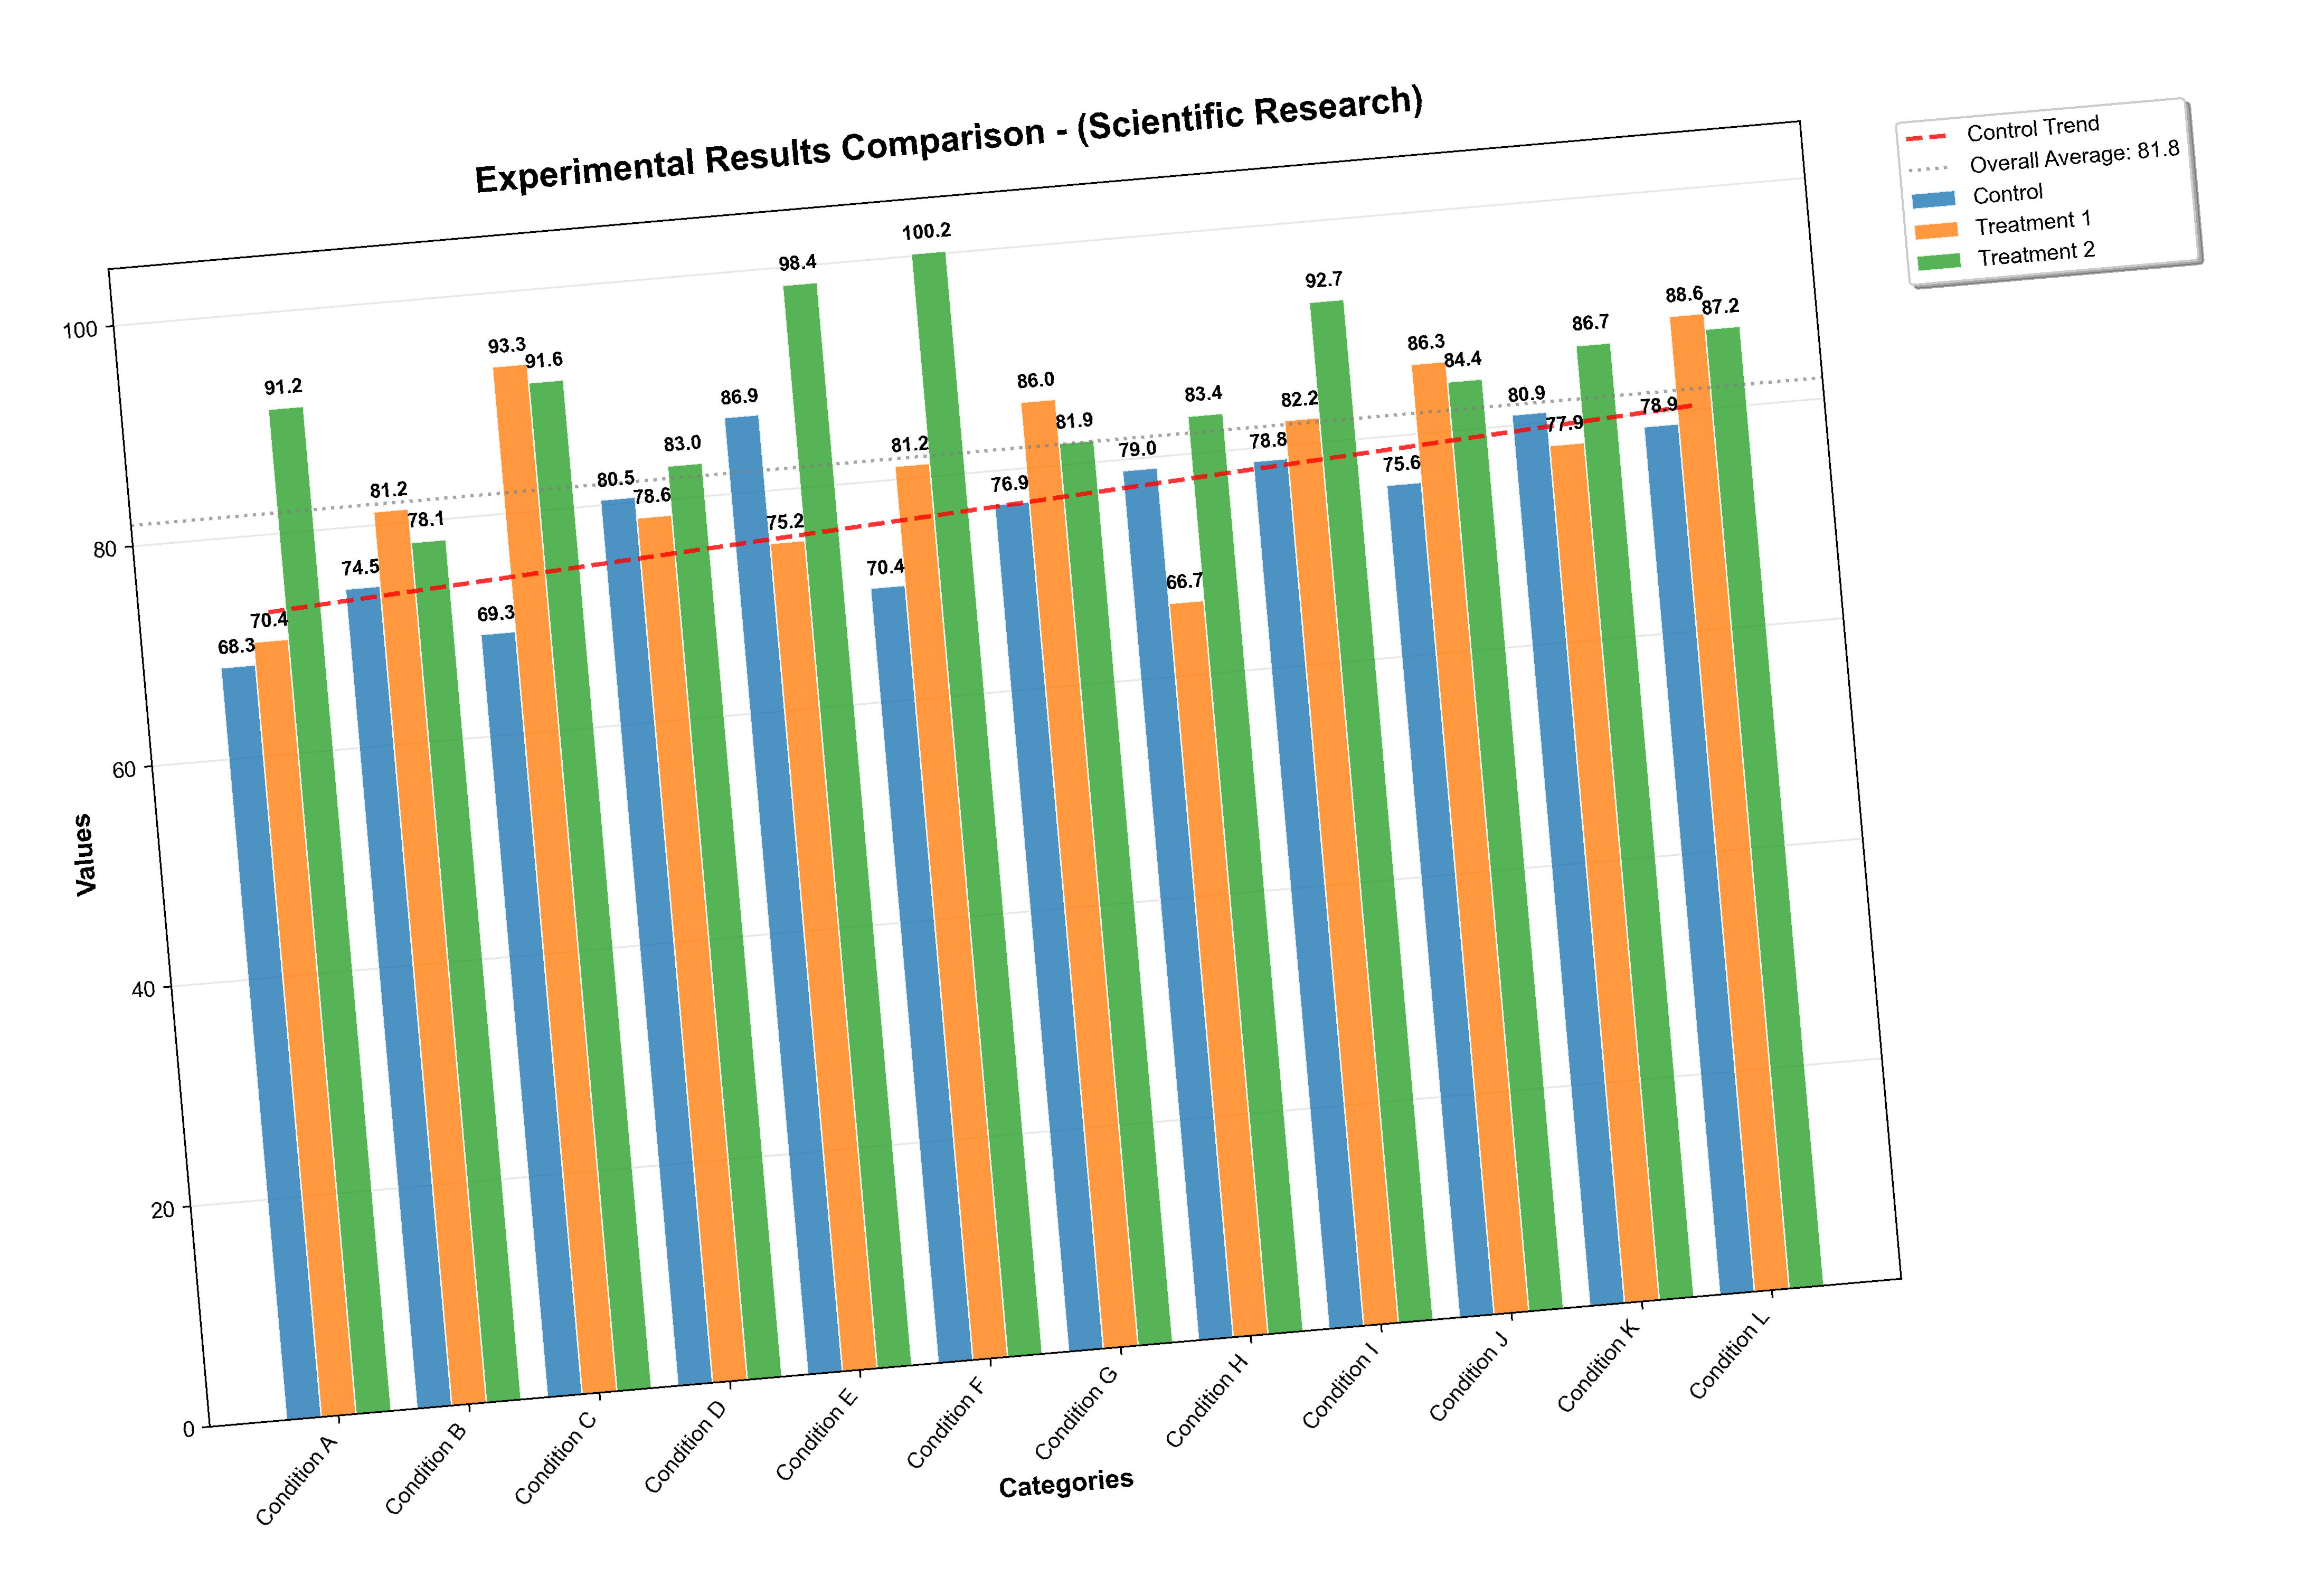 Experimental Results Comparison - (Scientific Research)
Control Trend
Overall Average: 81.8
Control
Treatment 1
Treatment 2
Values
100
80
60
40
20
0
68.3
70.4
91.2
74.5
81.2
78.1
69.3
93.3
91.6
80.5
78.6
83.0
86.9
75.2
98.4
70.4
81.2
100.2
76.9
86.0
81.9
79.0
66.7
83.4
78.8
82.2
92.7
75.6
86.3
84.4
80.9
77.9
86.7
78.9
88.6
87.2
Condition A
Condition B
Condition C
Condition D
Condition E
Condition F
Condition G
Condition H
Condition I
Condition J
Condition K
Condition L
Categories